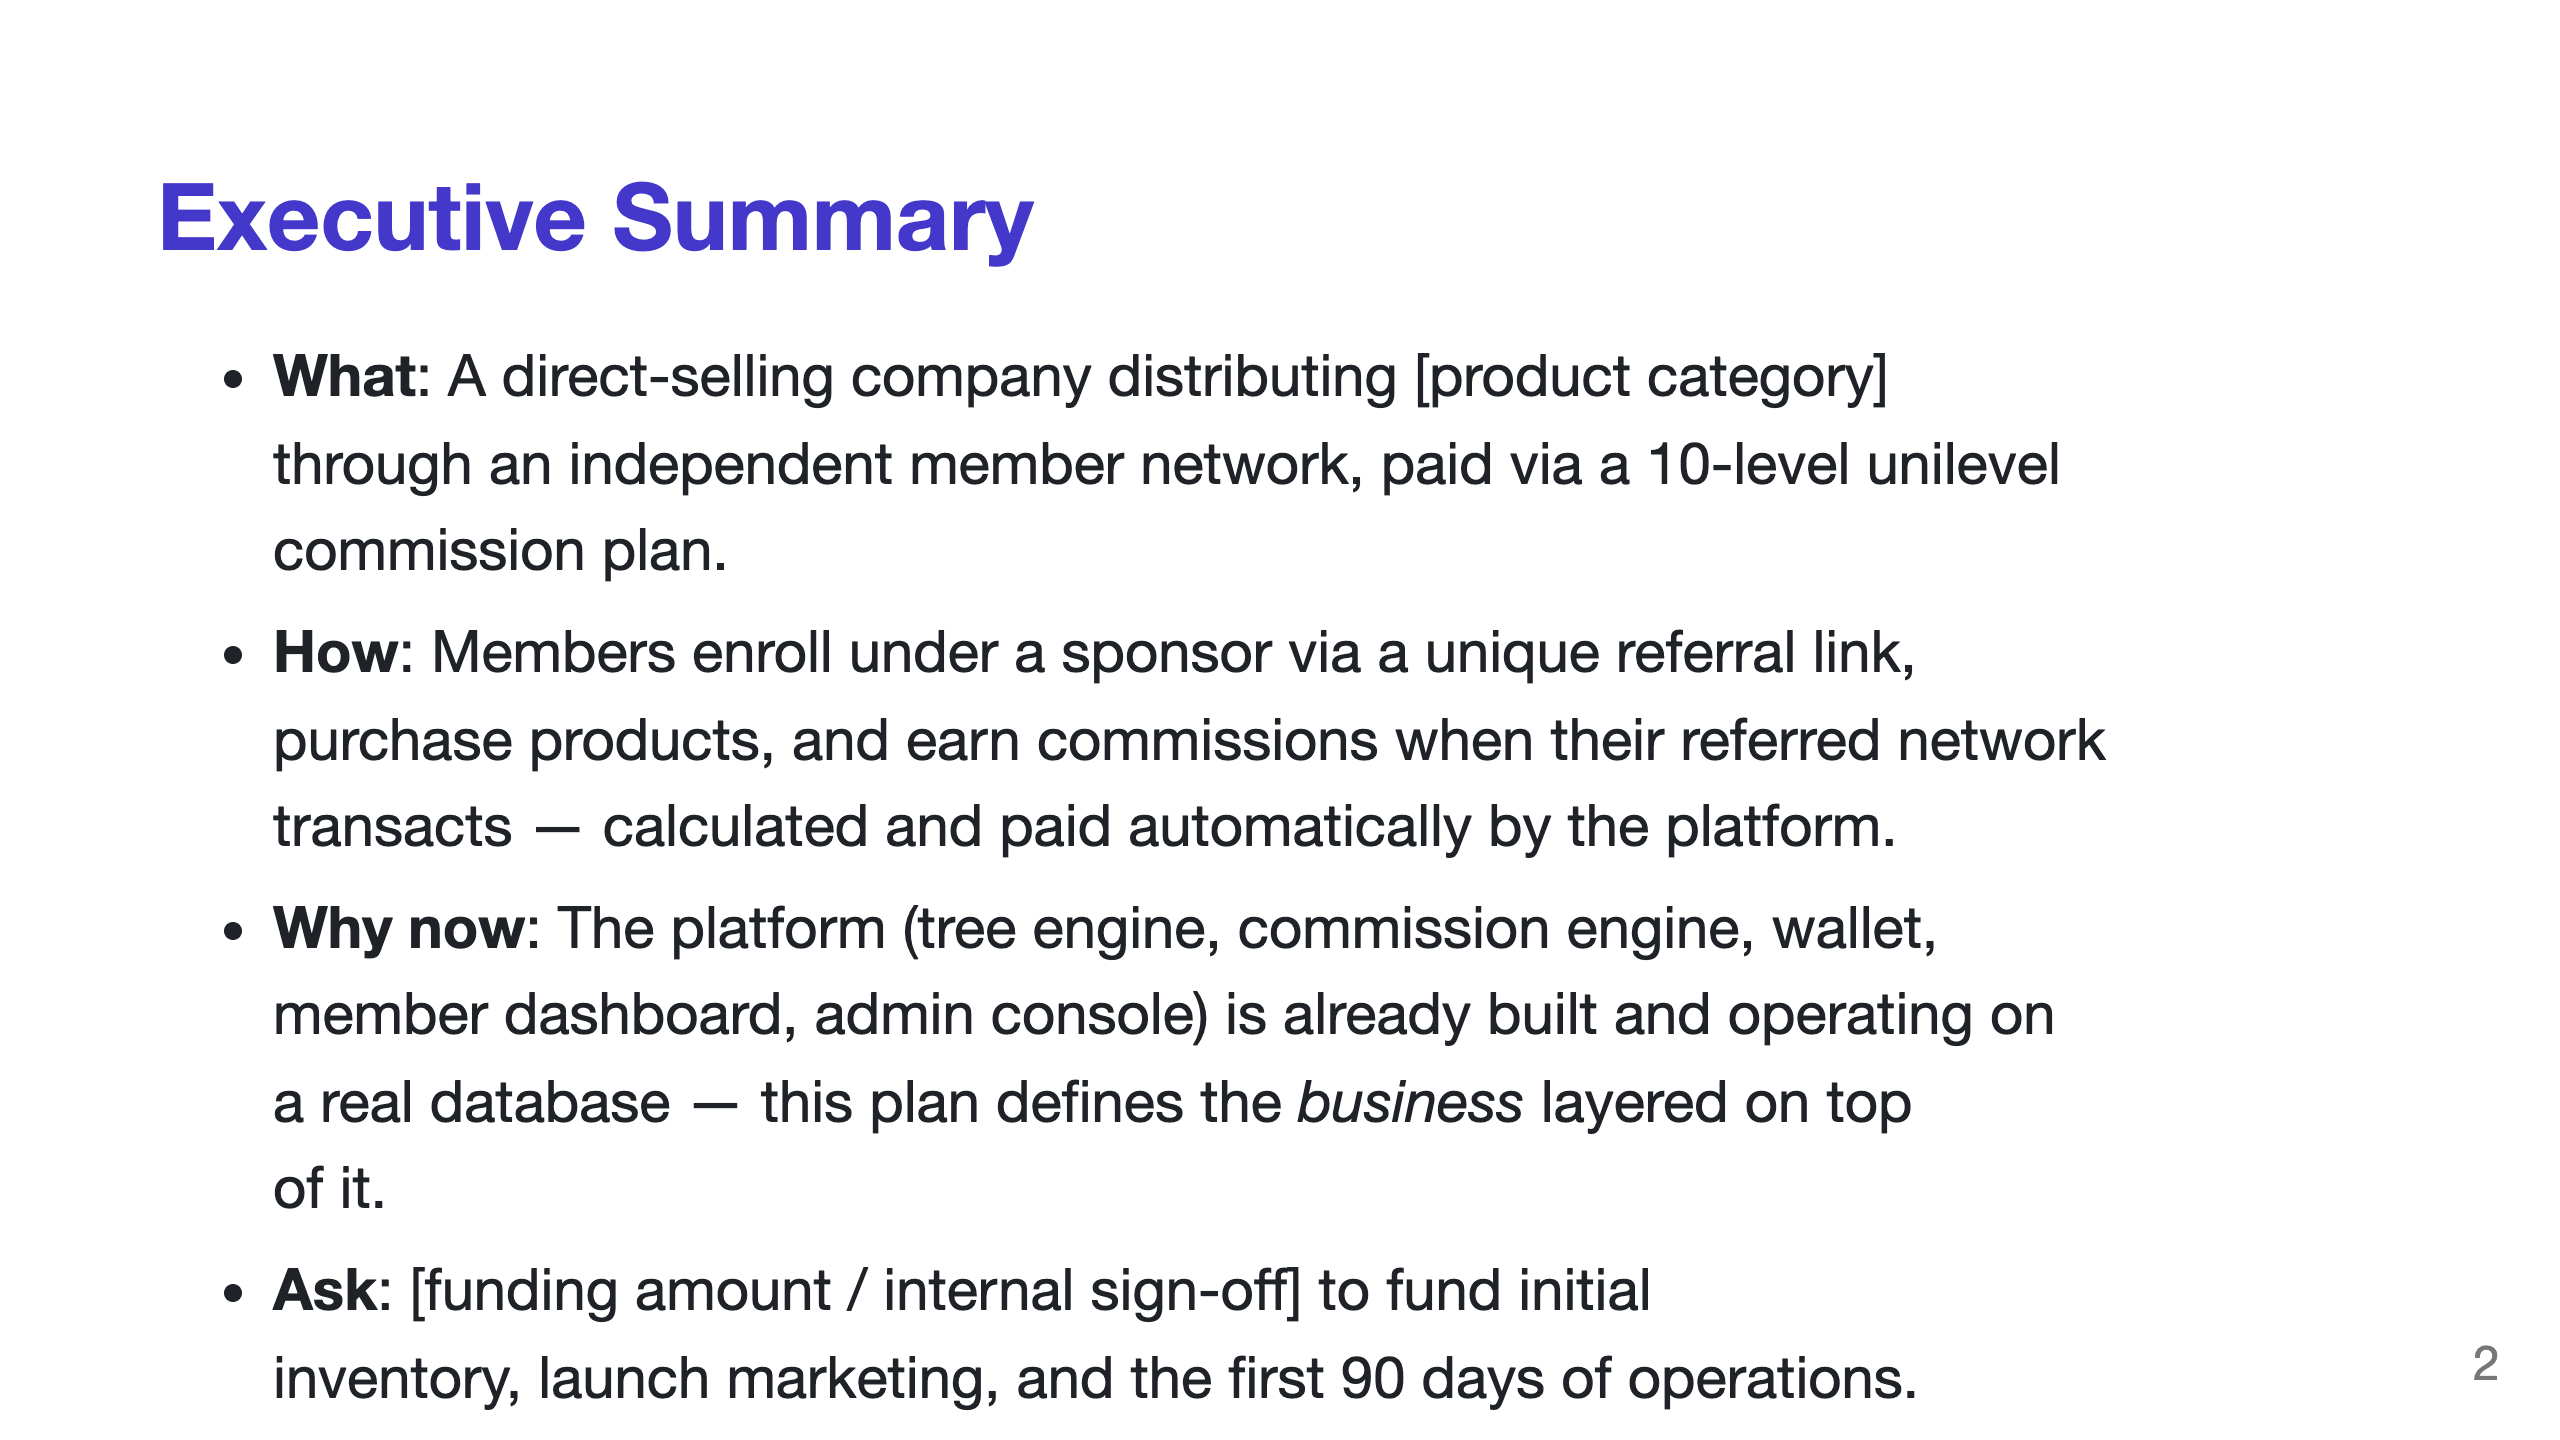 Executive Summary
• What: A direct-selling company distributing [product category]
through an independent member network, paid via a 10-level unilevel
commission plan.
• How: Members enroll under a sponsor via a unique referral link,
purchase products, and earn commissions when their referred network
transacts — calculated and paid automatically by the platform.
• Why now: The platform (tree engine, commission engine, wallet,
member dashboard, admin console) is already built and operating on
a real database — this plan defines the business layered on top
of it.
• Ask: [funding amount / internal sign-off] to fund initial
inventory, launch marketing, and the first 90 days of operations.
2